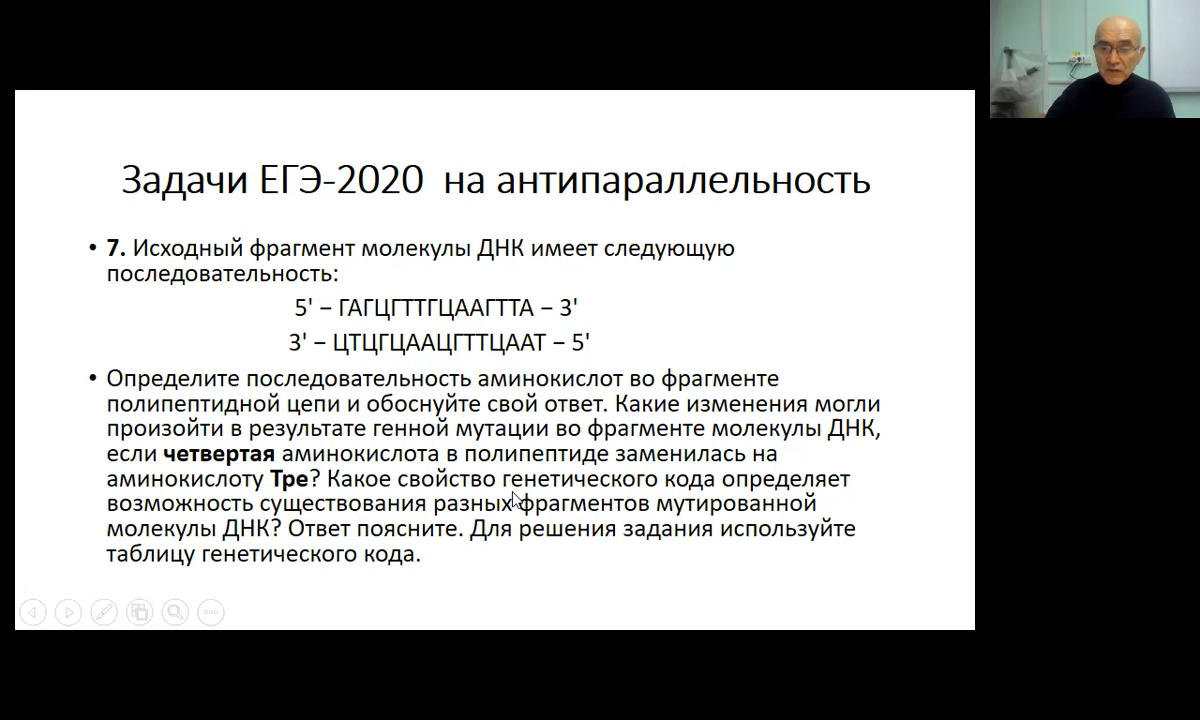 Задачи ЕГЭ-2020 на антипараллельность
• 7. Исходный фрагмент молекулы ДНК имеет следующую
последовательность:
5' – ГАГЦГТТГЦААГТТА – 3'
3' – ЦТЦГЦААЦГТТЦААТ – 5'
• Определите последовательность аминокислот во фрагменте
полипептидной цепи и обоснуйте свой ответ. Какие изменения могли
произойти в результате генной мутации во фрагменте молекулы ДНК,
если четвертая аминокислота в полипептиде заменилась на
аминокислоту Тре? Какое свойство генетического кода определяет
возможность существования разных фрагментов мутированной
молекулы ДНК? Ответ поясните. Для решения задания используйте
таблицу генетического кода.